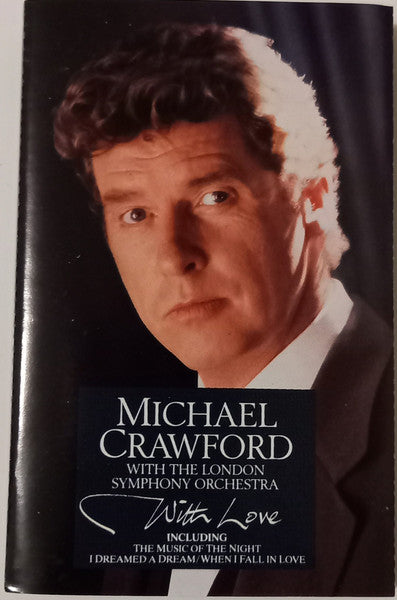 MICHAEL
CRAWFORD
WITH THE LONDON
SYMPHONY ORCHESTRA
With Love
INCLUDING
THE MUSIC OF THE NIGHT
I DREAMED A DREAM/WHEN I FALL IN LOVE